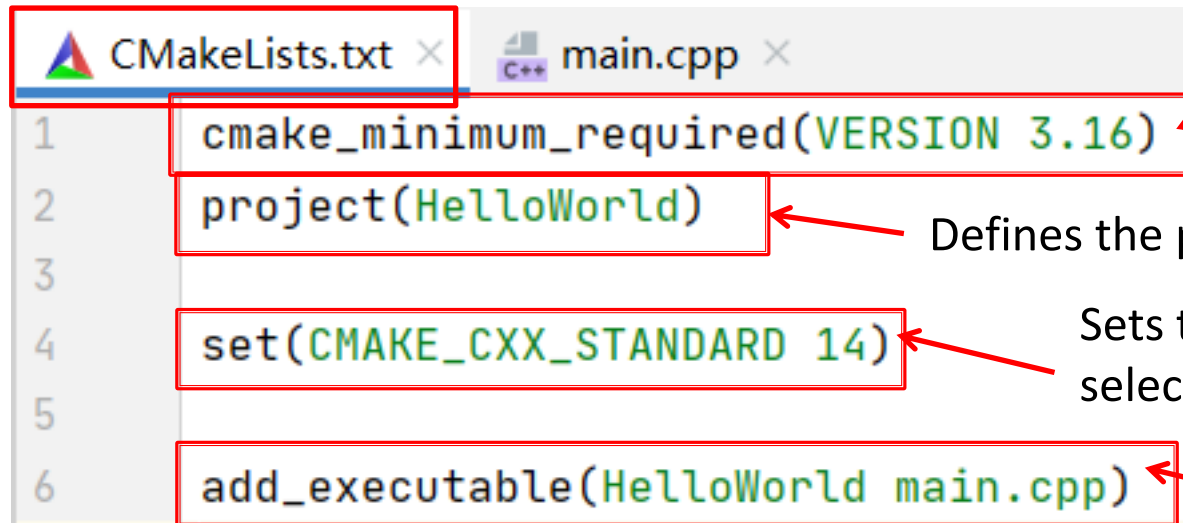 CMakeLists.txt × C++ main.cpp ×
1 cmake_minimum_required(VERSION 3.16)
2 project(HelloWorld)
Defines the
3
Sets
4 set(CMAKE_CXX_STANDARD 14)
5
6 add_executable(HelloWorld main.cpp)